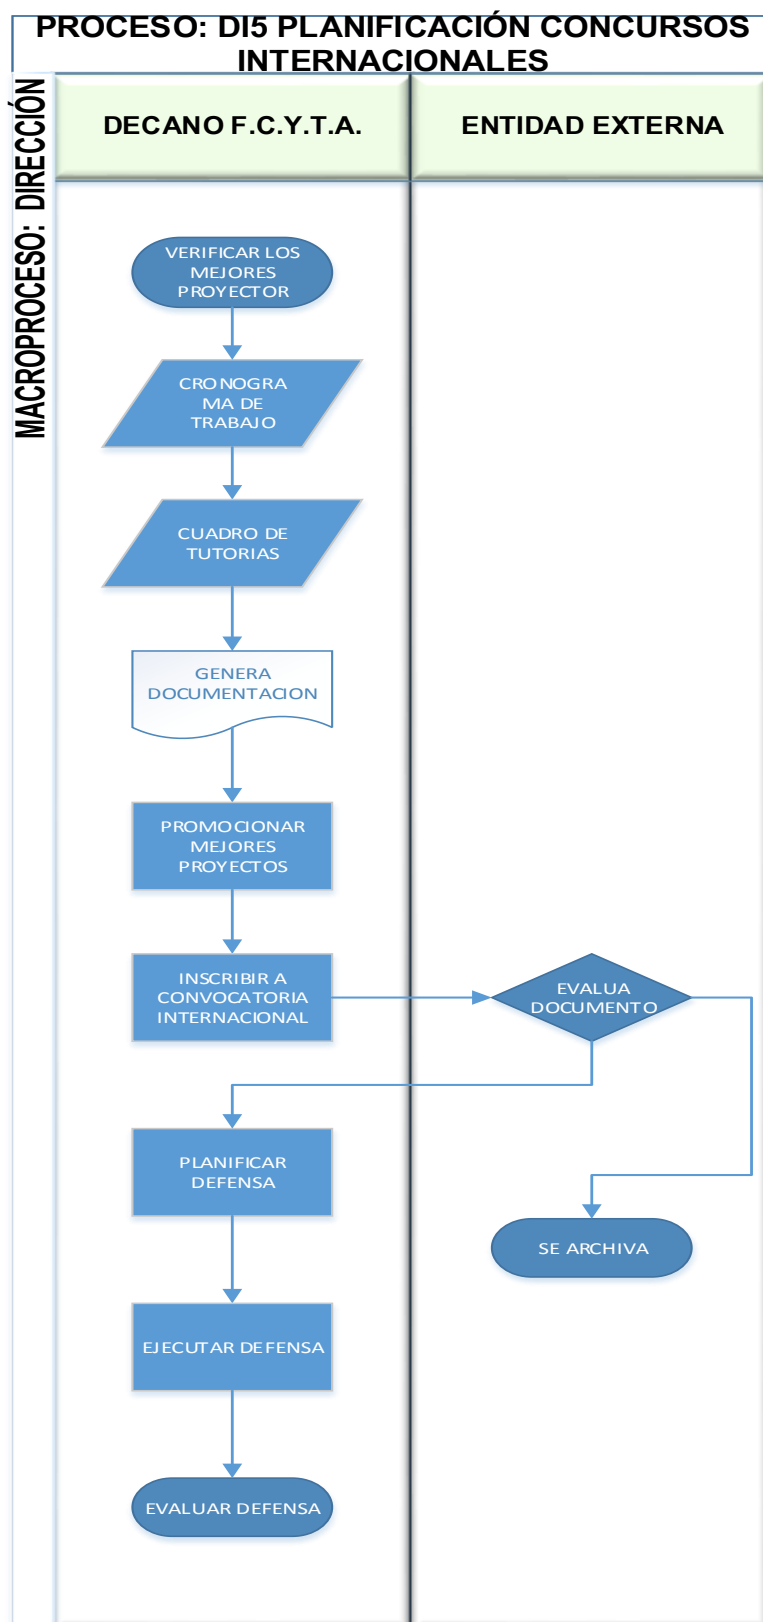 PROCESO: DI5 PLANIFICACIÓN CONCURSOS
INTERNACIONALES
MACROPROCESO: DIRECCIÓN
DECANO F.C.Y.T.A.
ENTIDAD EXTERNA
VERIFICAR LOS
MEJORES
PROYECTOR
CRONOGRA
MA DE
TRABAJO
CUADRO DE
TUTORIAS
GENERA
DOCUMENTACION
PROMOCIONAR
MEJORES
PROYECTOS
INSCRIBIR A
CONVOCATORIA
INTERNACIONAL
EVALUA
DOCUMENTO
PLANIFICAR
DEFENSA
SE ARCHIVA
EJECUTAR DEFENSA
EVALUAR DEFENSA